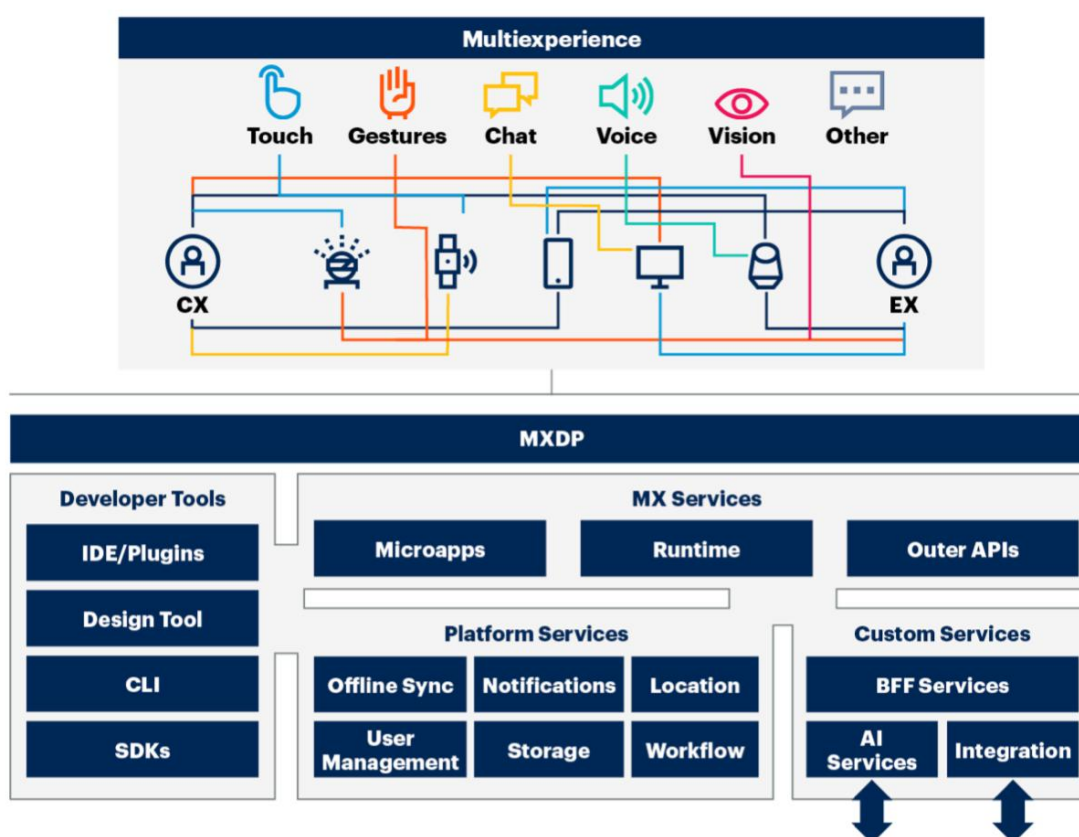 Multiexperience
Touch
Gestures
Chat
Voice
Vision
Other
CX
EX
MXDP
Developer Tools
IDE/Plugins
Design Tool
CLI
SDKs
MX Services
Microapps
Runtime
Outer APIs
Platform Services
Offline Sync
Notifications
Location
User
Management
Storage
Workflow
Custom Services
BFF Services
AI
Services
Integration